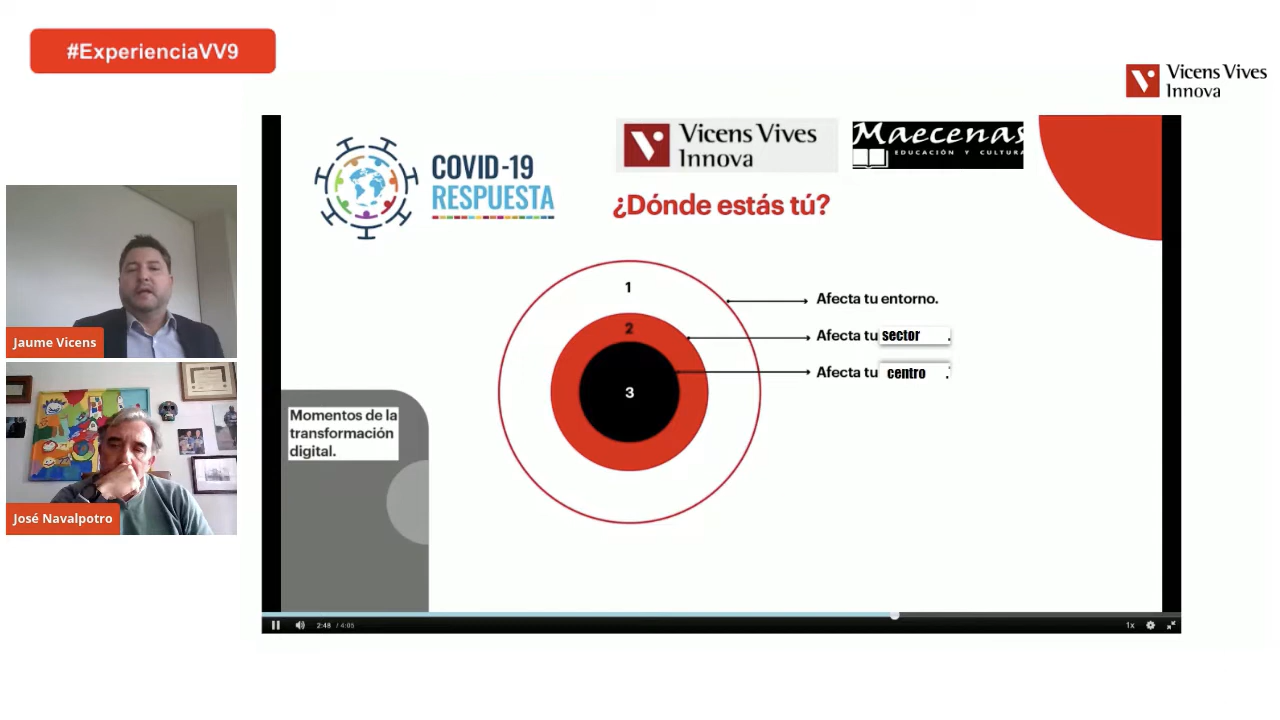 #ExperienciaVV9
Vicens Vives
Innova
Vicens Vives
Innova
Maecenas
EDUCACIÓN Y CULTURA
COVID-19
RESPUESTA
¿Dónde estás tú?
1
2
3
Afecta tu entorno.
Afecta tu sector .
Afecta tu centro .
Momentos de la
transformación
digital.
Jaume Vicens
José Navalpotro
2:48 / 4:05
1x